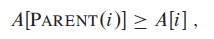 A[PARENT(i)] ≥ A[i] ,